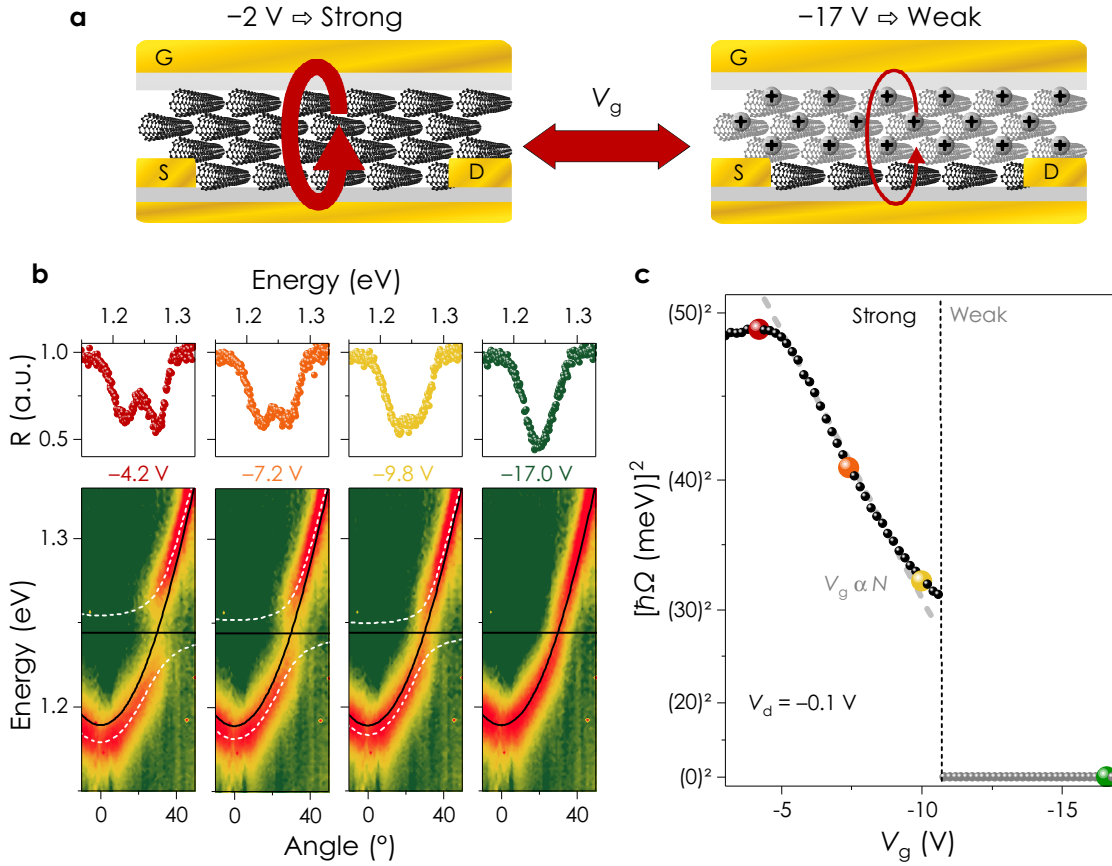 a
−2 V ⇨ Strong
−17 V ⇨ Weak
G
S
D
V_g
G
+ + + + + +
+ + + + +
+ + + + +
S
D
b
Energy (eV)
1.2 1.3 1.2 1.3 1.2 1.3 1.2 1.3
R (a.u.)
1.0
0.5
−4.2 V
−7.2 V
−9.8 V
−17.0 V
Energy (eV)
1.3
1.2
0 40 0 40 0 40 0 40
Angle (°)
c
[ħΩ (meV)]²
(50)²
(40)²
(30)²
(20)²
(0)²
Strong
Weak
V_g ∝ N
V_d = −0.1 V
-5 -10 -15
V_g (V)